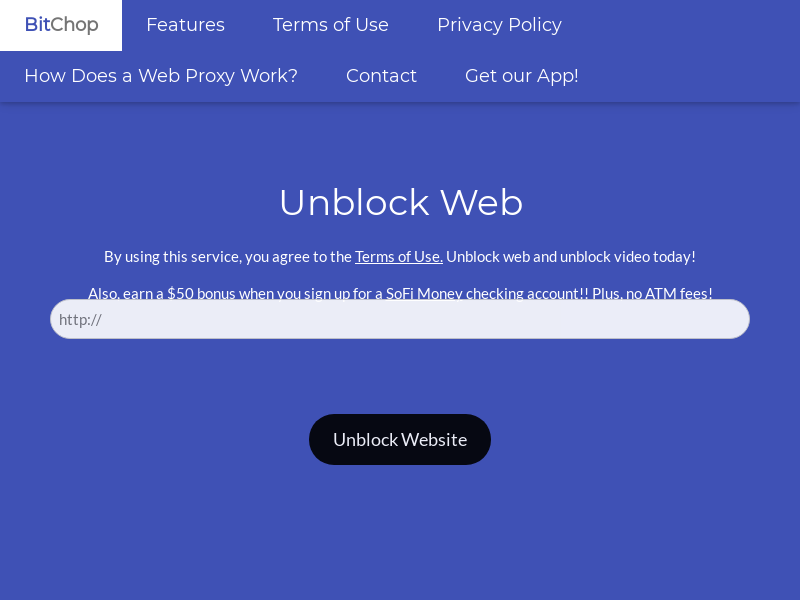 BitChop Features Terms of Use Privacy Policy
How Does a Web Proxy Work? Contact Get our App!
Unblock Web
By using this service, you agree to the Terms of Use. Unblock web and unblock video today!
Also, earn a $50 bonus when you sign up for a SoFi Money checking account!! Plus, no ATM fees!
http://
Unblock Website